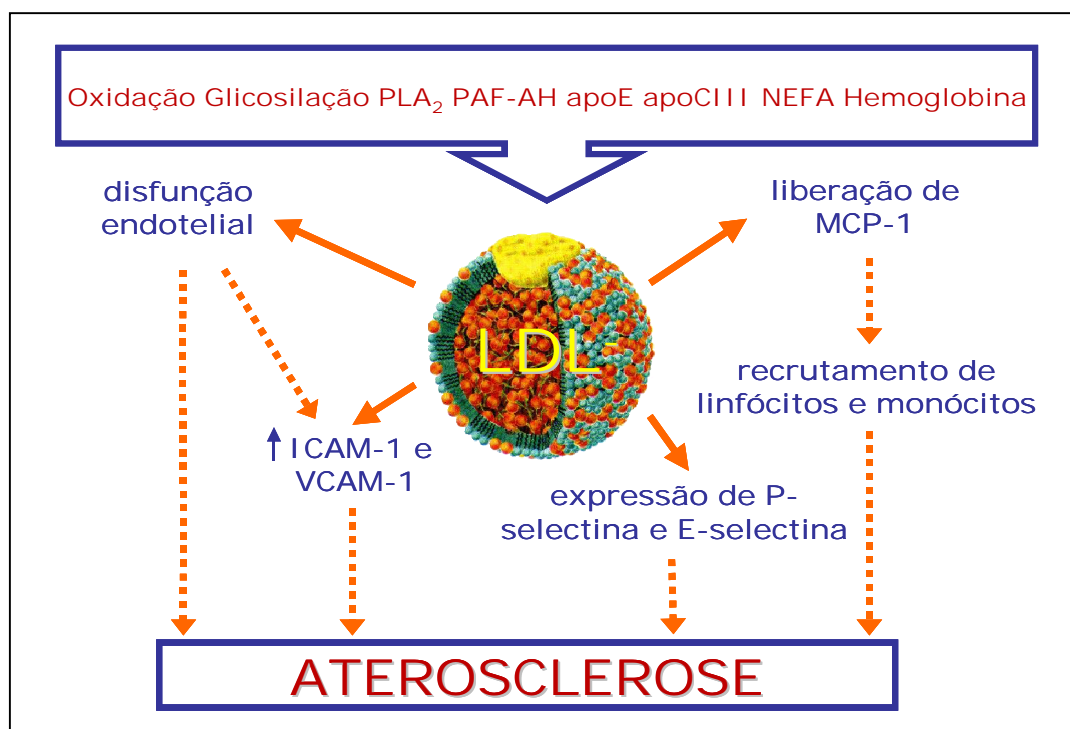 Oxidação Glicosilação PLA₂ PAF-AH apoE apoCIII NEFA Hemoglobina
disfunção
endotelial
liberação de
MCP-1
LDL⁻
recrutamento de
linfócitos e monócitos
↑ ICAM-1 e
VCAM-1
expressão de P-
selectina e E-selectina
ATEROSCLEROSE